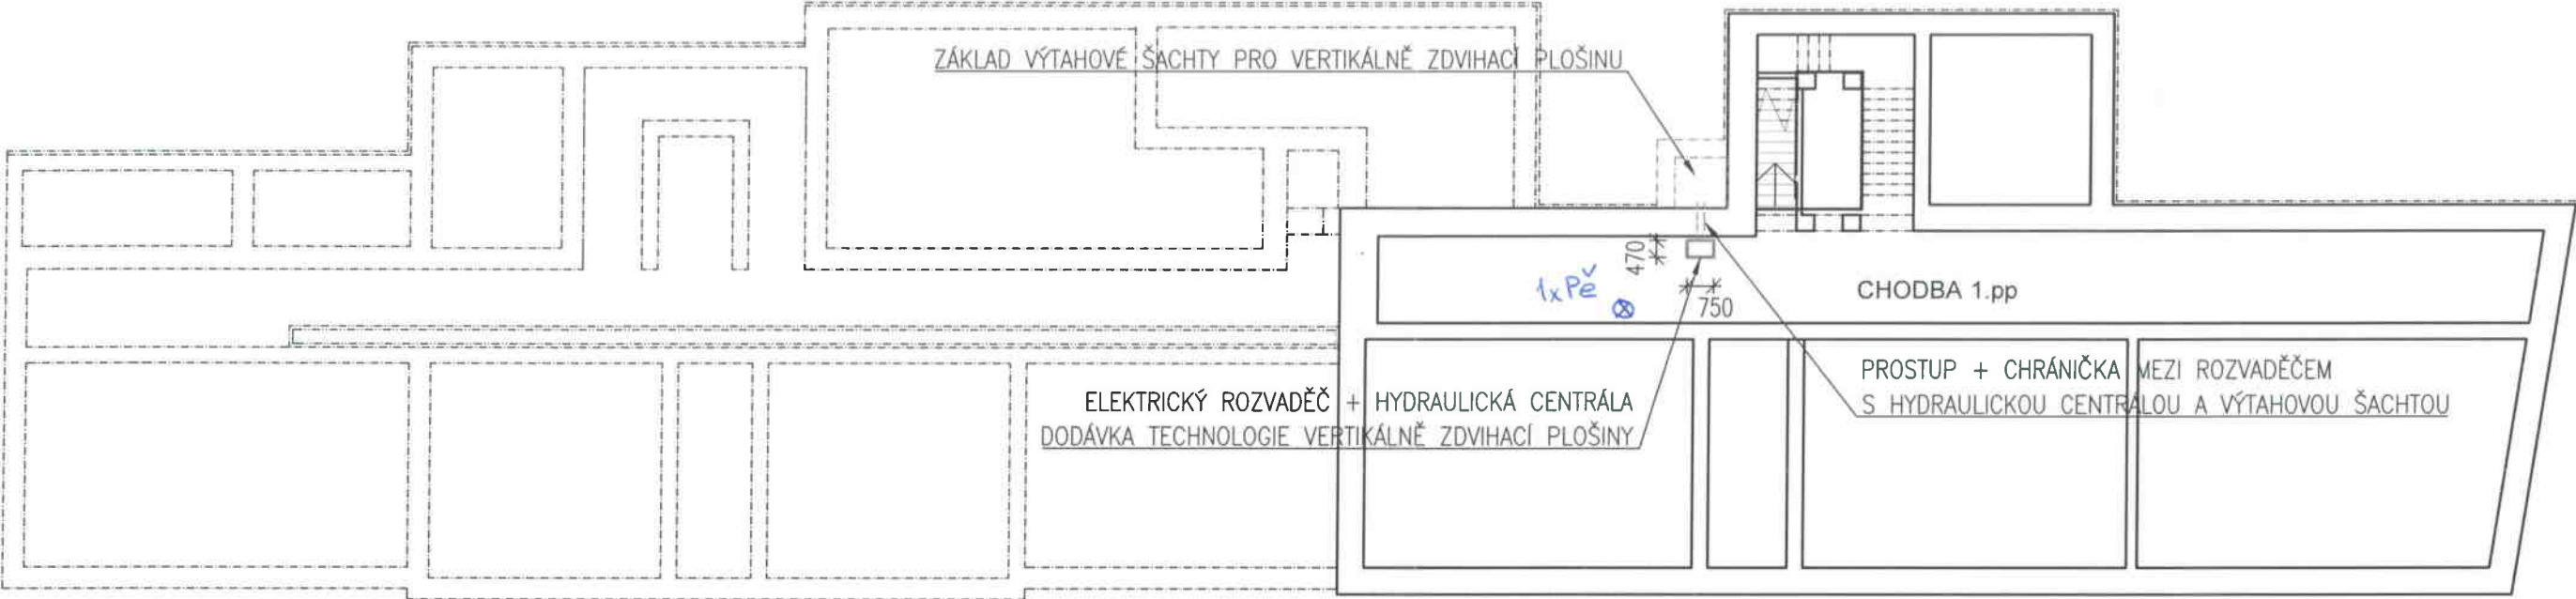 ZÁKLAD VÝTAHOVÉ ŠACHTY PRO VERTIKÁLNĚ ZDVIHACÍ PLOŠINU
470
1xPě
750
CHODBA 1.pp
ELEKTRICKÝ ROZVADĚČ + HYDRAULICKÁ CENTRÁLA
DODÁVKA TECHNOLOGIE VERTIKÁLNĚ ZDVIHACÍ PLOŠINY
PROSTUP + CHRÁNIČKA MEZI ROZVADĚČEM
S HYDRAULICKOU CENTRÁLOU A VÝTAHOVOU ŠACHTOU